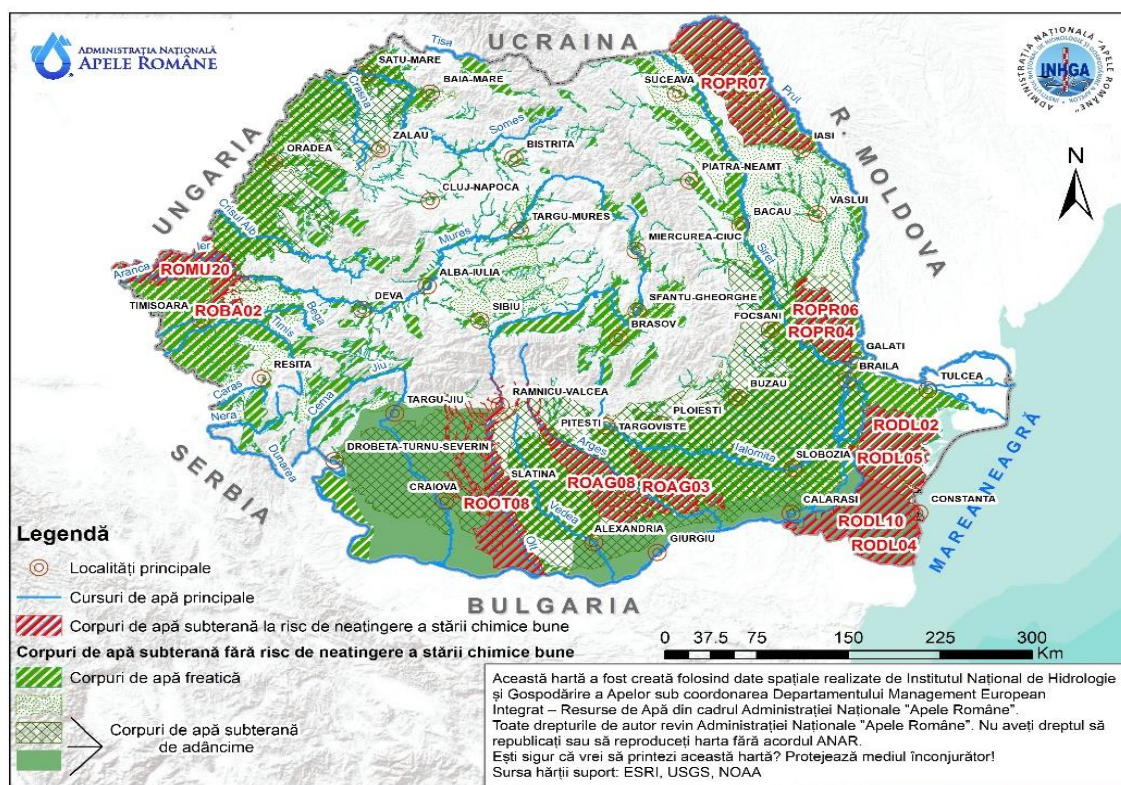 ADMINISTRAȚIA NAȚIONALĂ
APELE ROMÂNE
UCRAINA
INHGA
ADMINISTRAȚIA NAȚIONALĂ "APELE ROMÂNE"
Tisa
SATU-MARE
BAIA-MARE
SUCEAVA
ROPR07
Prut
R. MOLDOVA
Crasna
ZALAU
Somes
BISTRITA
IASI
ORADEA
UNGARIA
CLUJ-NAPOCA
PIATRA-NEAMT
N
BACAU
VASLUI
Crisul Alb
TARGU-MURES
Mures
MIERCUREA-CIUC
Siret
Ier
Aranca
ROMU20
ALBA-IULIA
DEVA
SIBIU
SFANTU-GHEORGHE
BRASOV
TIMISOARA
ROBA02
Bega
Timis
FOCSANI
ROPR06
ROPR04
GALATI
BRAILA
TULCEA
RESITA
Caras
Nera
Cerna
Jiu
TARGU-JIU
RAMNICU-VALCEA
BUZAU
PLOIESTI
PITESTI
TARGOVISTE
RODL02
Dunarea
DROBETA-TURNU-SEVERIN
Arges
Ialomita
SLOBOZIA
RODL05
SERBIA
CRAIOVA
SLATINA
ROOT08
ROAG08
ROAG03
CALARASI
CONSTANTA
Vedea
Olt
ALEXANDRIA
GIURGIU
RODL10
RODL04
MAREA NEAGRĂ
BULGARIA
Legendă
Localități principale
Cursuri de apă principale
Corpuri de apă subterană la risc de neatingere a stării chimice bune
Corpuri de apă subterană fără risc de neatingere a stării chimice bune
Corpuri de apă freatică
Corpuri de apă subterană
de adâncime
0 37.5 75 150 225 300
Km
Această hartă a fost creată folosind date spațiale realizate de Institutul Național de Hidrologie
și Gospodărire a Apelor sub coordonarea Departamentului Management European
Integrat – Resurse de Apă din cadrul Administrației Naționale "Apele Române".
Toate drepturile de autor revin Administrației Naționale "Apele Române". Nu aveți dreptul să
republicați sau să reproduceți harta fără acordul ANAR.
Ești sigur că vrei să printezi această hartă? Protejează mediul înconjurător!
Sursa hărții suport: ESRI, USGS, NOAA